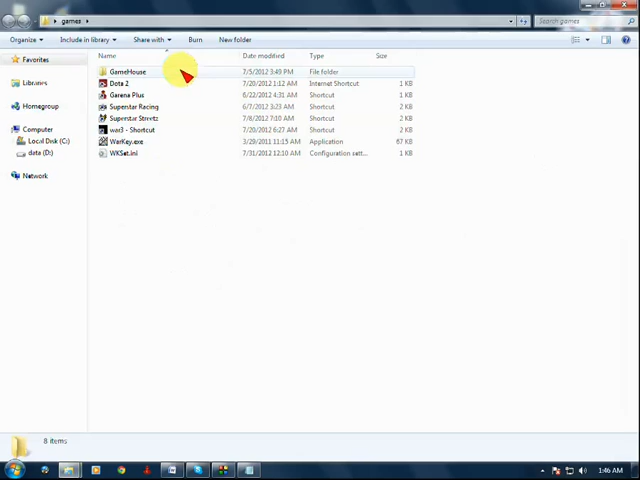 games
Search games
Organize
Include in library
Share with
Burn
New folder
Favorites
Libraries
Homegroup
Computer
Local Disk (C:)
data (D:)
Network
Name Date modified Type Size
GameHouse 7/5/2012 3:49 PM File folder
Dota 2 7/20/2012 1:12 AM Internet Shortcut 1 KB
Garena Plus 6/22/2012 4:31 AM Shortcut 2 KB
Superstar Racing 6/7/2012 3:23 AM Shortcut 2 KB
Superstar Streetz 7/8/2012 7:10 AM Shortcut 2 KB
war3 - Shortcut 7/20/2012 6:27 AM Shortcut 2 KB
WarKey.exe 3/29/2011 11:15 AM Application 67 KB
WKSet.ini 7/31/2012 12:10 AM Configuration sett... 1 KB
8 items
1:46 AM